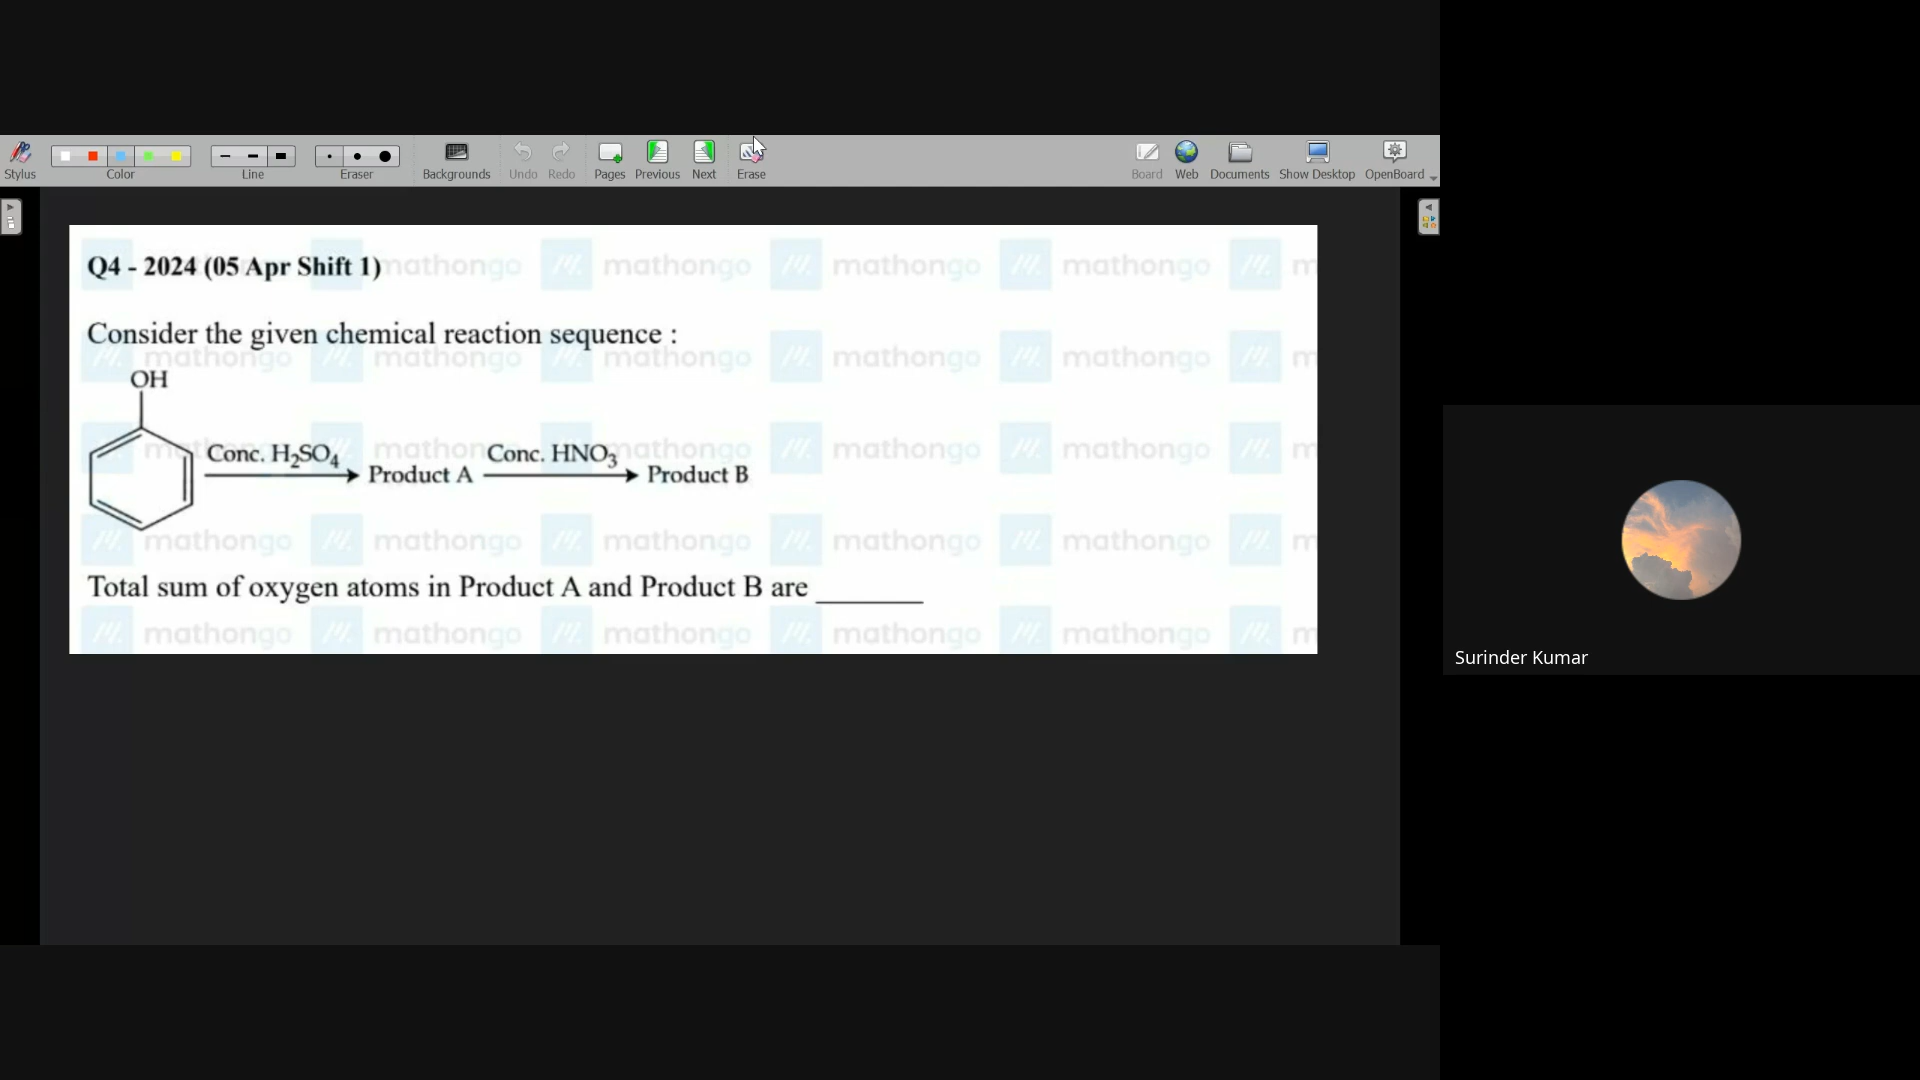 Stylus
Color
Line
Eraser
Backgrounds
Undo
Redo
Pages
Previous
Next
Erase
Board
Web
Documents
Show Desktop
OpenBoard
Q4 - 2024 (05 Apr Shift 1)
Consider the given chemical reaction sequence :
OH
Conc. H₂SO₄
Product A
Conc. HNO₃
Product B
Total sum of oxygen atoms in Product A and Product B are ________
mathongo
Surinder Kumar